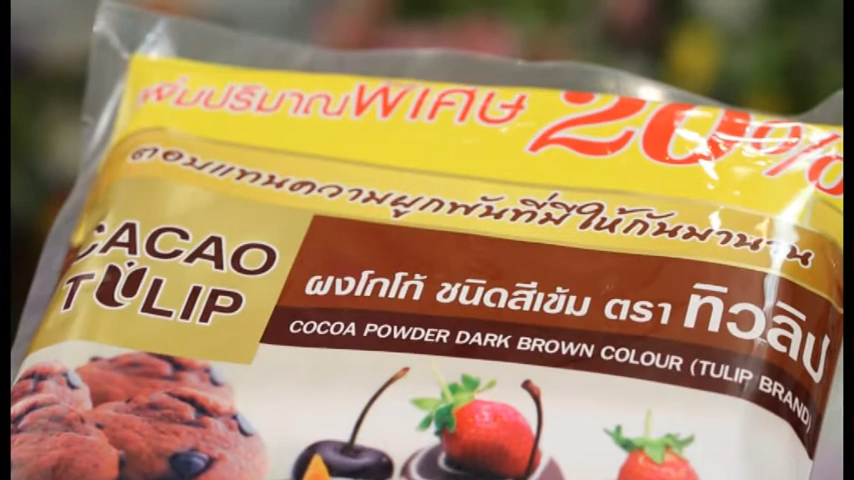 เพิ่มปริมาณพิเศษ 20%
ตอบแทนความผูกพันที่มีให้กันมานาน
CACAO
TULIP
ผงโกโก้ ชนิดสีเข้ม ตรา ทิวลิป
COCOA POWDER DARK BROWN COLOUR (TULIP BRAND)